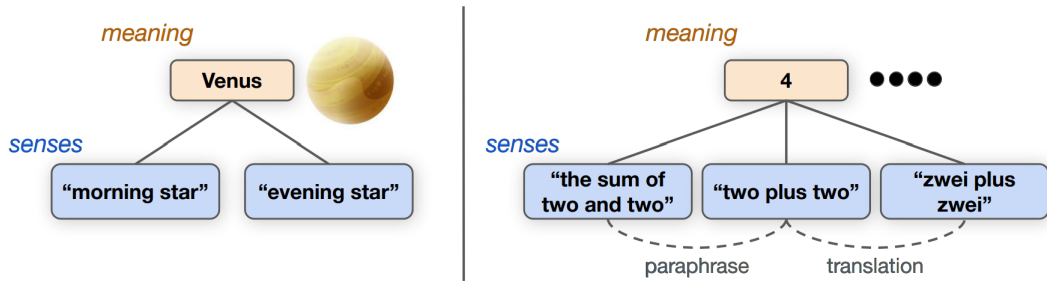 meaning
Venus
senses
“morning star”
“evening star”
meaning
4
senses
“the sum of
two and two”
“two plus two”
“zwei plus
zwei”
paraphrase
translation